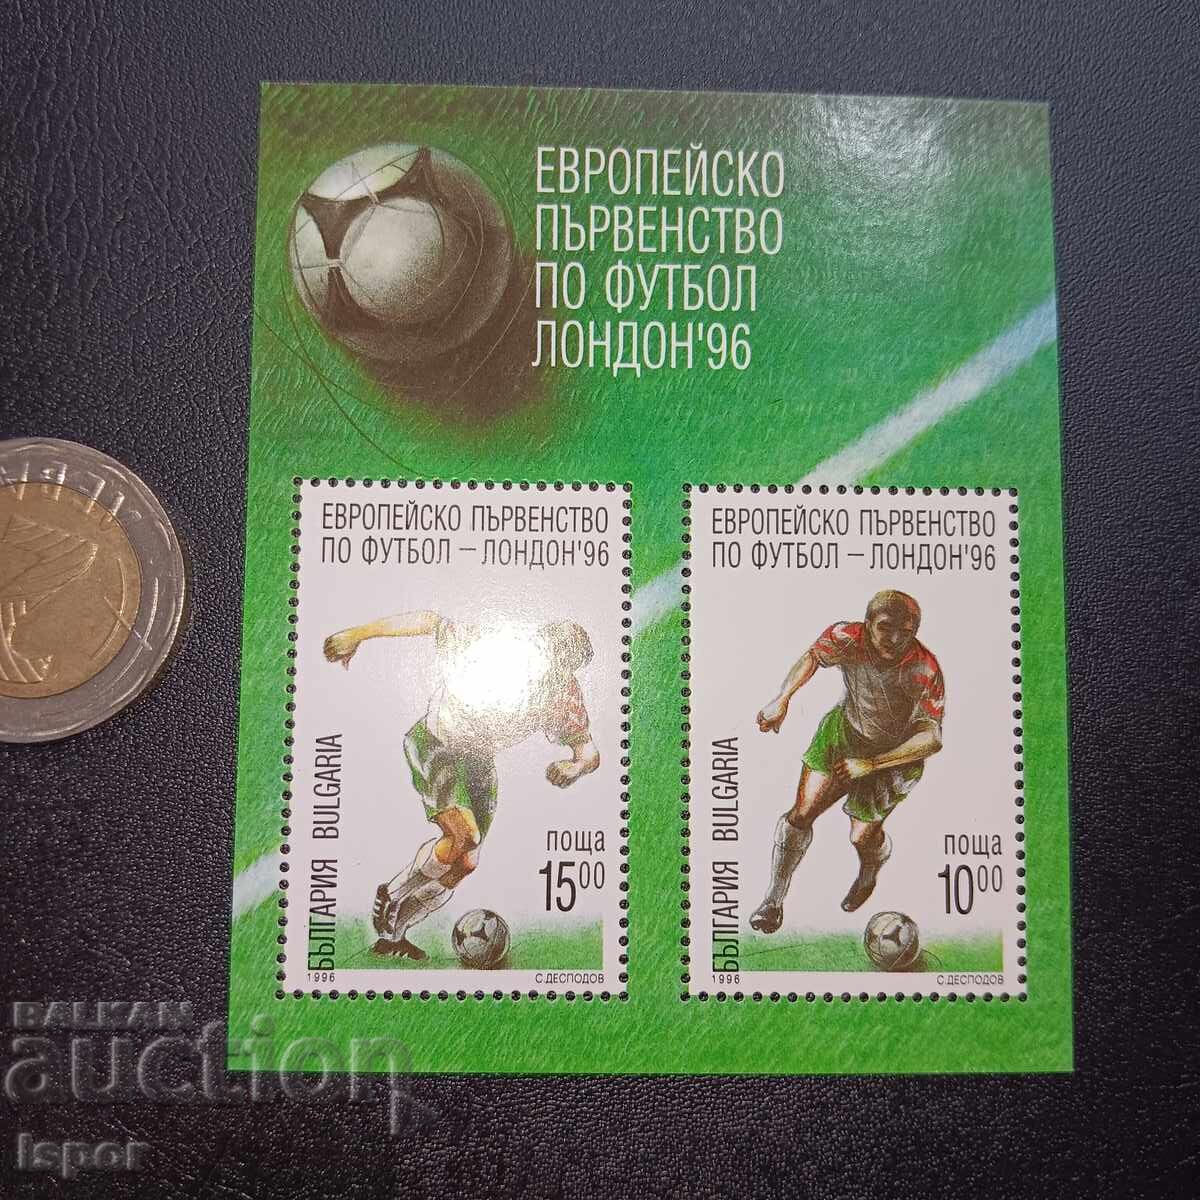 ЕВРОПЕЙСКО
ПЪРВЕНСТВО
ПО ФУТБОЛ
ЛОНДОН'96
ЕВРОПЕЙСКО ПЪРВЕНСТВО
ПО ФУТБОЛ – ЛОНДОН'96
БЪЛГАРИЯ BULGARIA
поща
15.00
1996
С.ДЕСПОДОВ
ЕВРОПЕЙСКО ПЪРВЕНСТВО
ПО ФУТБОЛ – ЛОНДОН'96
БЪЛГАРИЯ BULGARIA
поща
10.00
1996
С.ДЕСПОДОВ
BALKAN
auction
Ispor